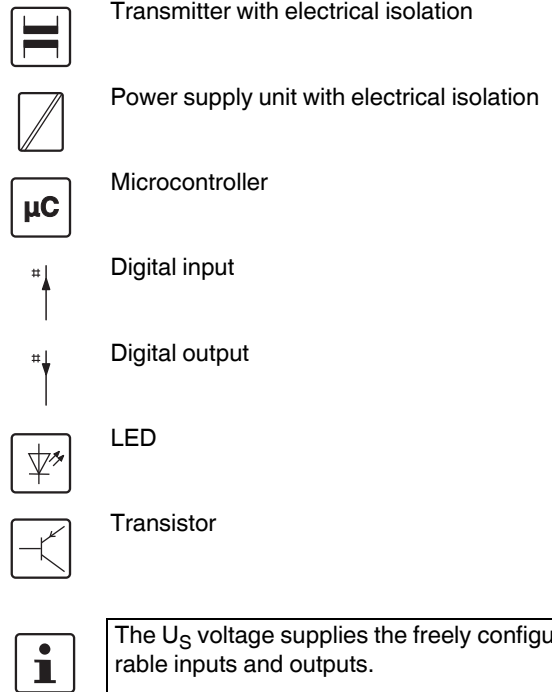 Transmitter with electrical isolation
Power supply unit with electrical isolation
µC
Microcontroller
#
Digital input
#
Digital output
LED
Transistor
i
The US voltage supplies the freely configu
rable inputs and outputs.